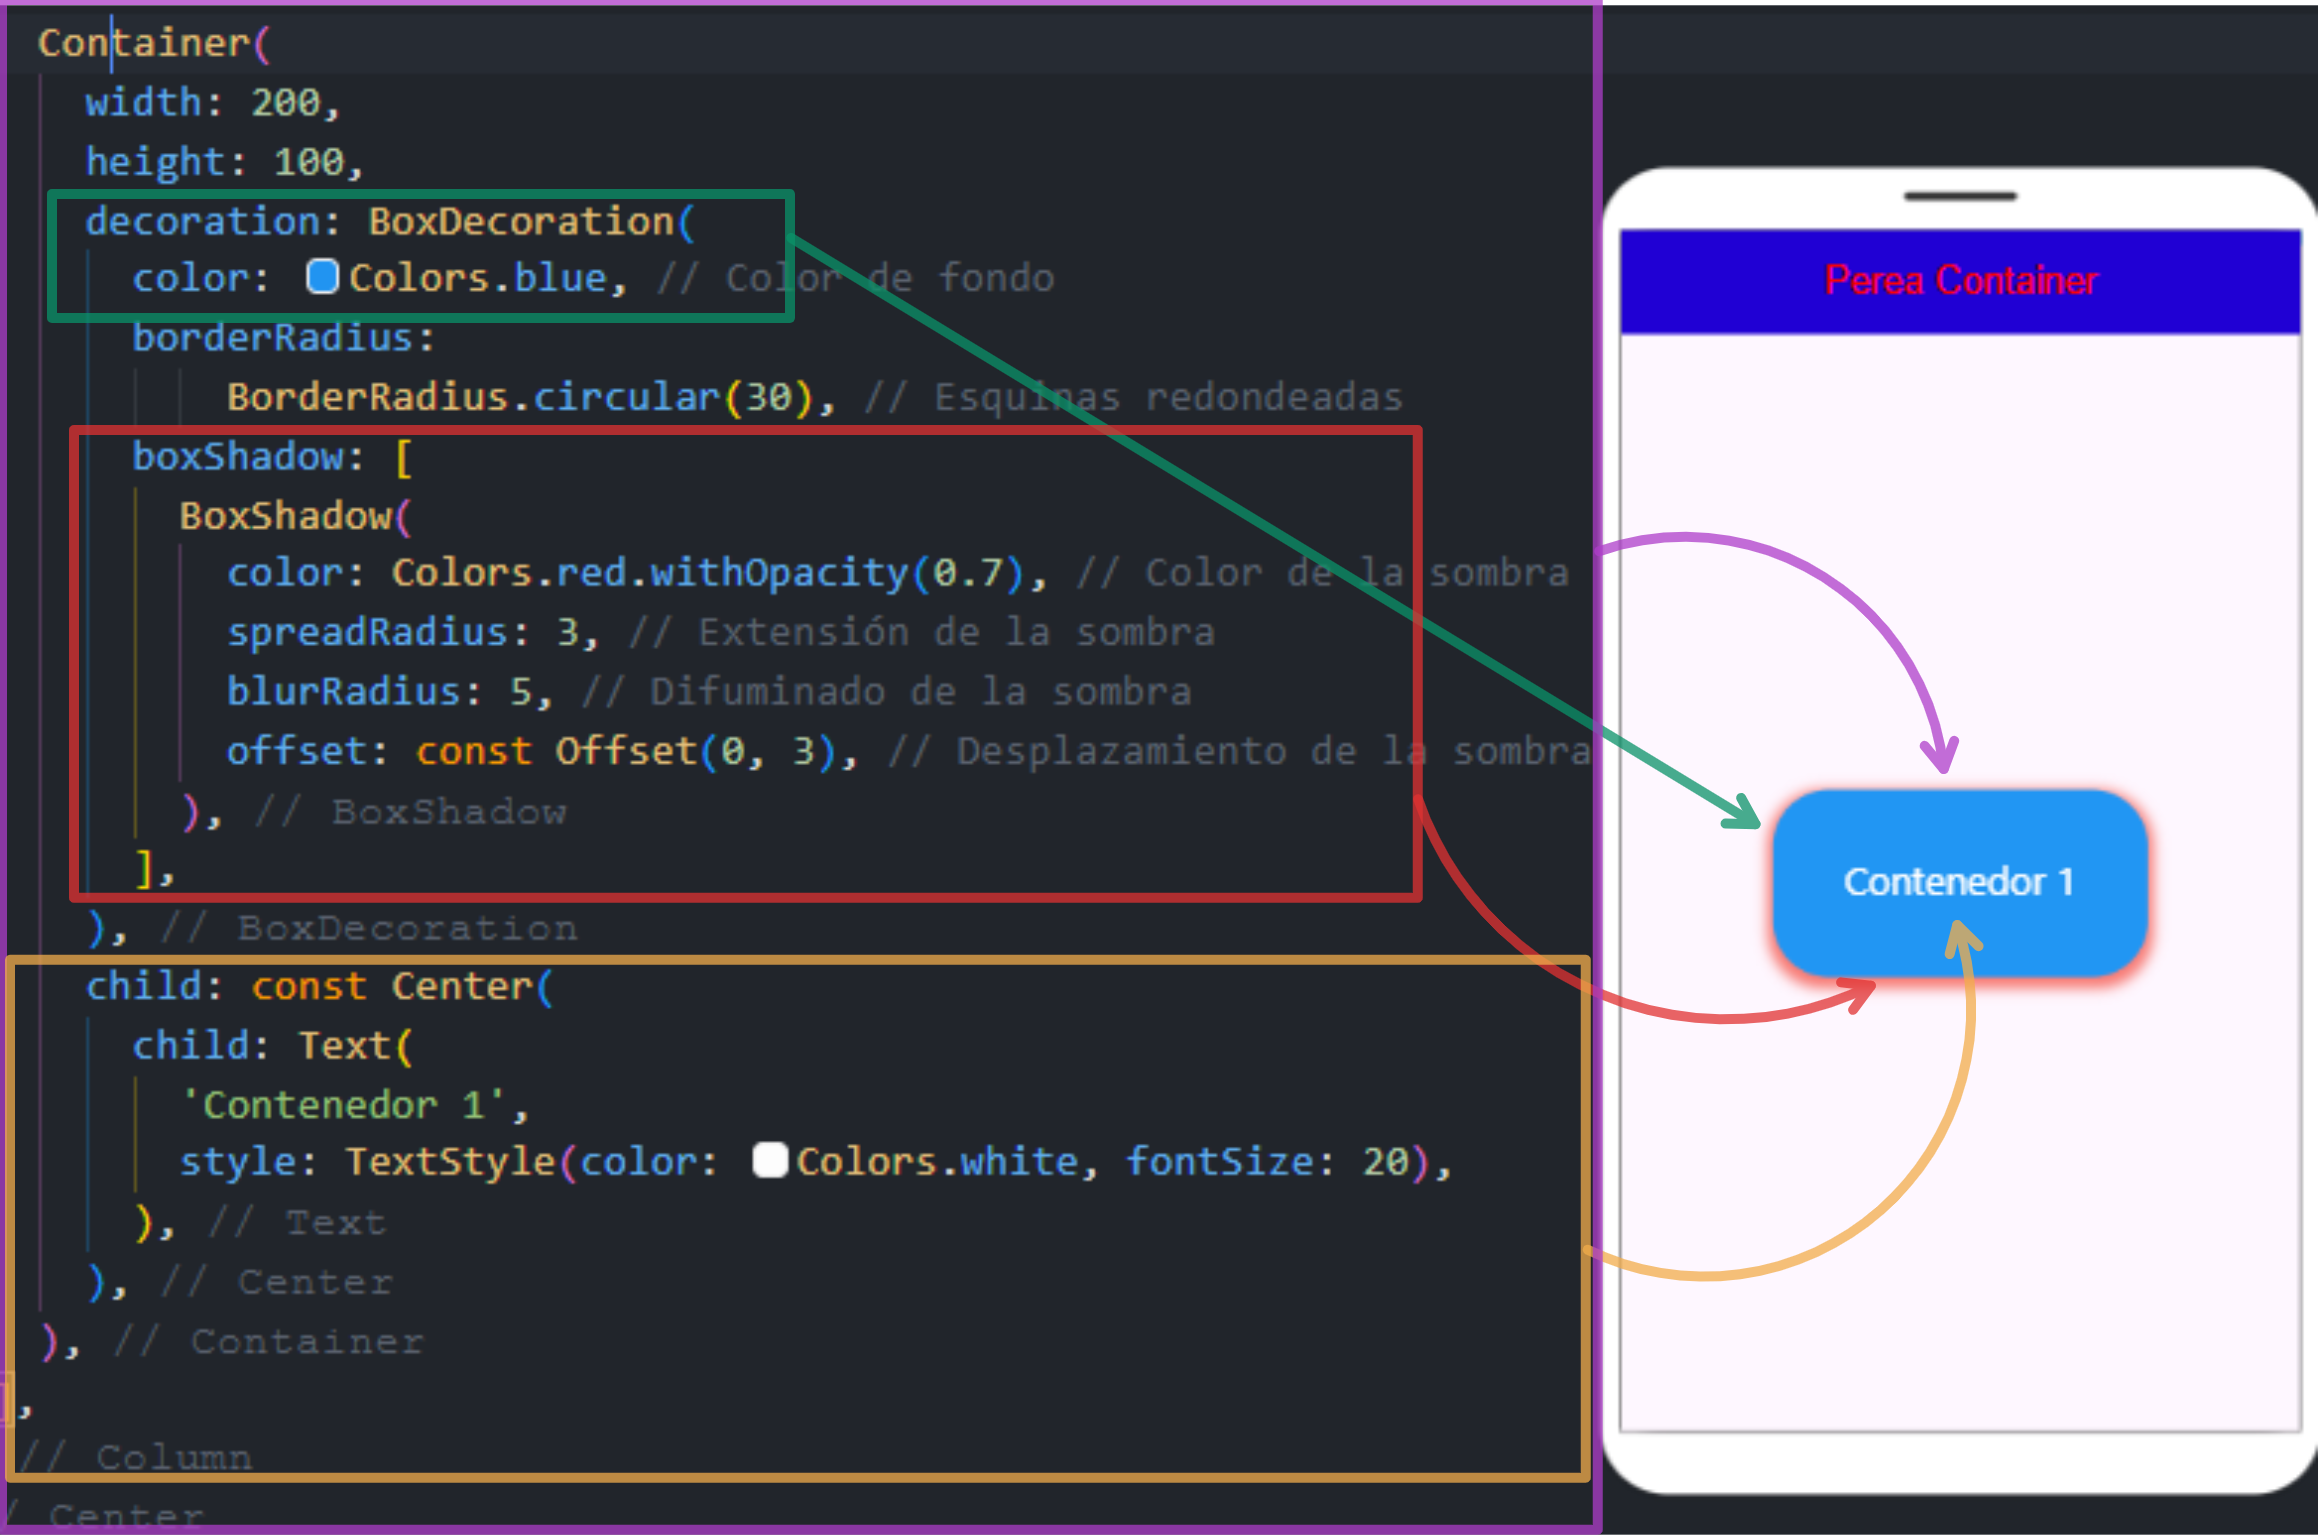 Container(
width: 200,
height: 100,
decoration: BoxDecoration(
color: Colors.blue, // Color de fondo
borderRadius:
BorderRadius.circular(30), // Esquinas redondeadas
boxShadow: [
BoxShadow(
color: Colors.red.withOpacity(0.7), // Color de la sombra
spreadRadius: 3, // Extensión de la sombra
blurRadius: 5, // Difuminado de la sombra
offset: const Offset(0, 3), // Desplazamiento de la sombra
), // BoxShadow
],
), // BoxDecoration
child: const Center(
child: Text(
'Contenedor 1',
style: TextStyle(color: Colors.white, fontSize: 20),
), // Text
), // Center
), // Container
],
// Column
/ Center
Perea Container
Contenedor 1